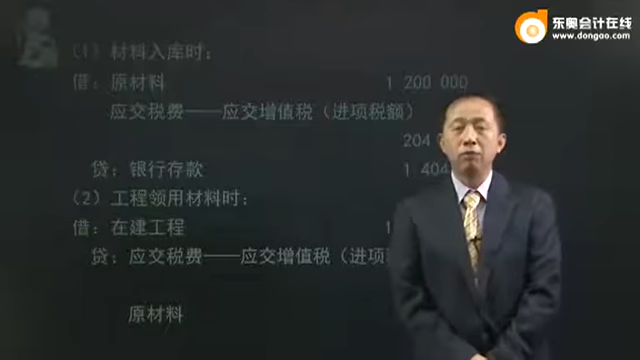 东奥会计在线
www.dongao.com
（1）材料入库时：
借：原材料 1 200 000
应交税费——应交增值税（进项税额）
204
贷：银行存款 1 404
（2）工程领用材料时：
借：在建工程 1
贷：应交税费——应交增值税（进项
原材料